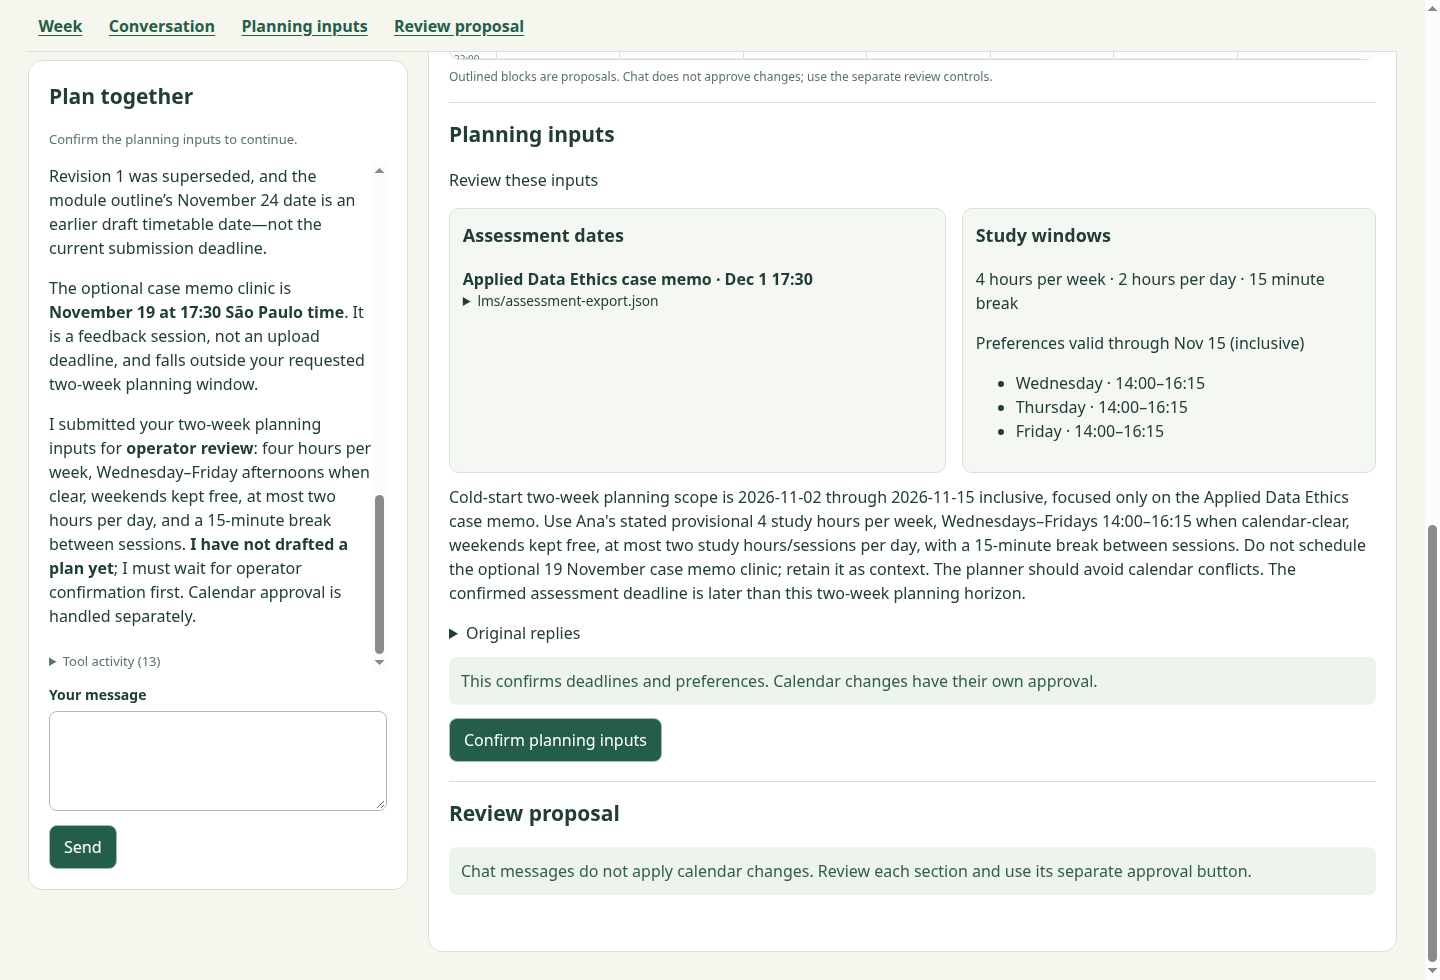 Week Conversation Planning inputs Review proposal
Plan together
Confirm the planning inputs to continue.
Revision 1 was superseded, and the
module outline’s November 24 date is an
earlier draft timetable date—not the
current submission deadline.
The optional case memo clinic is
November 19 at 17:30 São Paulo time. It
is a feedback session, not an upload
deadline, and falls outside your requested
two-week planning window.
I submitted your two-week planning
inputs for operator review: four hours per
week, Wednesday–Friday afternoons when
clear, weekends kept free, at most two
hours per day, and a 15-minute break
between sessions. I have not drafted a
plan yet; I must wait for operator
confirmation first. Calendar approval is
handled separately.
Tool activity (13)
Your message
Send
Outlined blocks are proposals. Chat does not approve changes; use the separate review controls.
Planning inputs
Review these inputs
Assessment dates
Applied Data Ethics case memo · Dec 1 17:30
lms/assessment-export.json
Study windows
4 hours per week · 2 hours per day · 15 minute
break
Preferences valid through Nov 15 (inclusive)
Wednesday · 14:00–16:15
Thursday · 14:00–16:15
Friday · 14:00–16:15
Cold-start two-week planning scope is 2026-11-02 through 2026-11-15 inclusive, focused only on the Applied Data Ethics
case memo. Use Ana's stated provisional 4 study hours per week, Wednesdays–Fridays 14:00–16:15 when calendar-clear,
weekends kept free, at most two study hours/sessions per day, with a 15-minute break between sessions. Do not schedule
the optional 19 November case memo clinic; retain it as context. The planner should avoid calendar conflicts. The
confirmed assessment deadline is later than this two-week planning horizon.
Original replies
This confirms deadlines and preferences. Calendar changes have their own approval.
Confirm planning inputs
Review proposal
Chat messages do not apply calendar changes. Review each section and use its separate approval button.